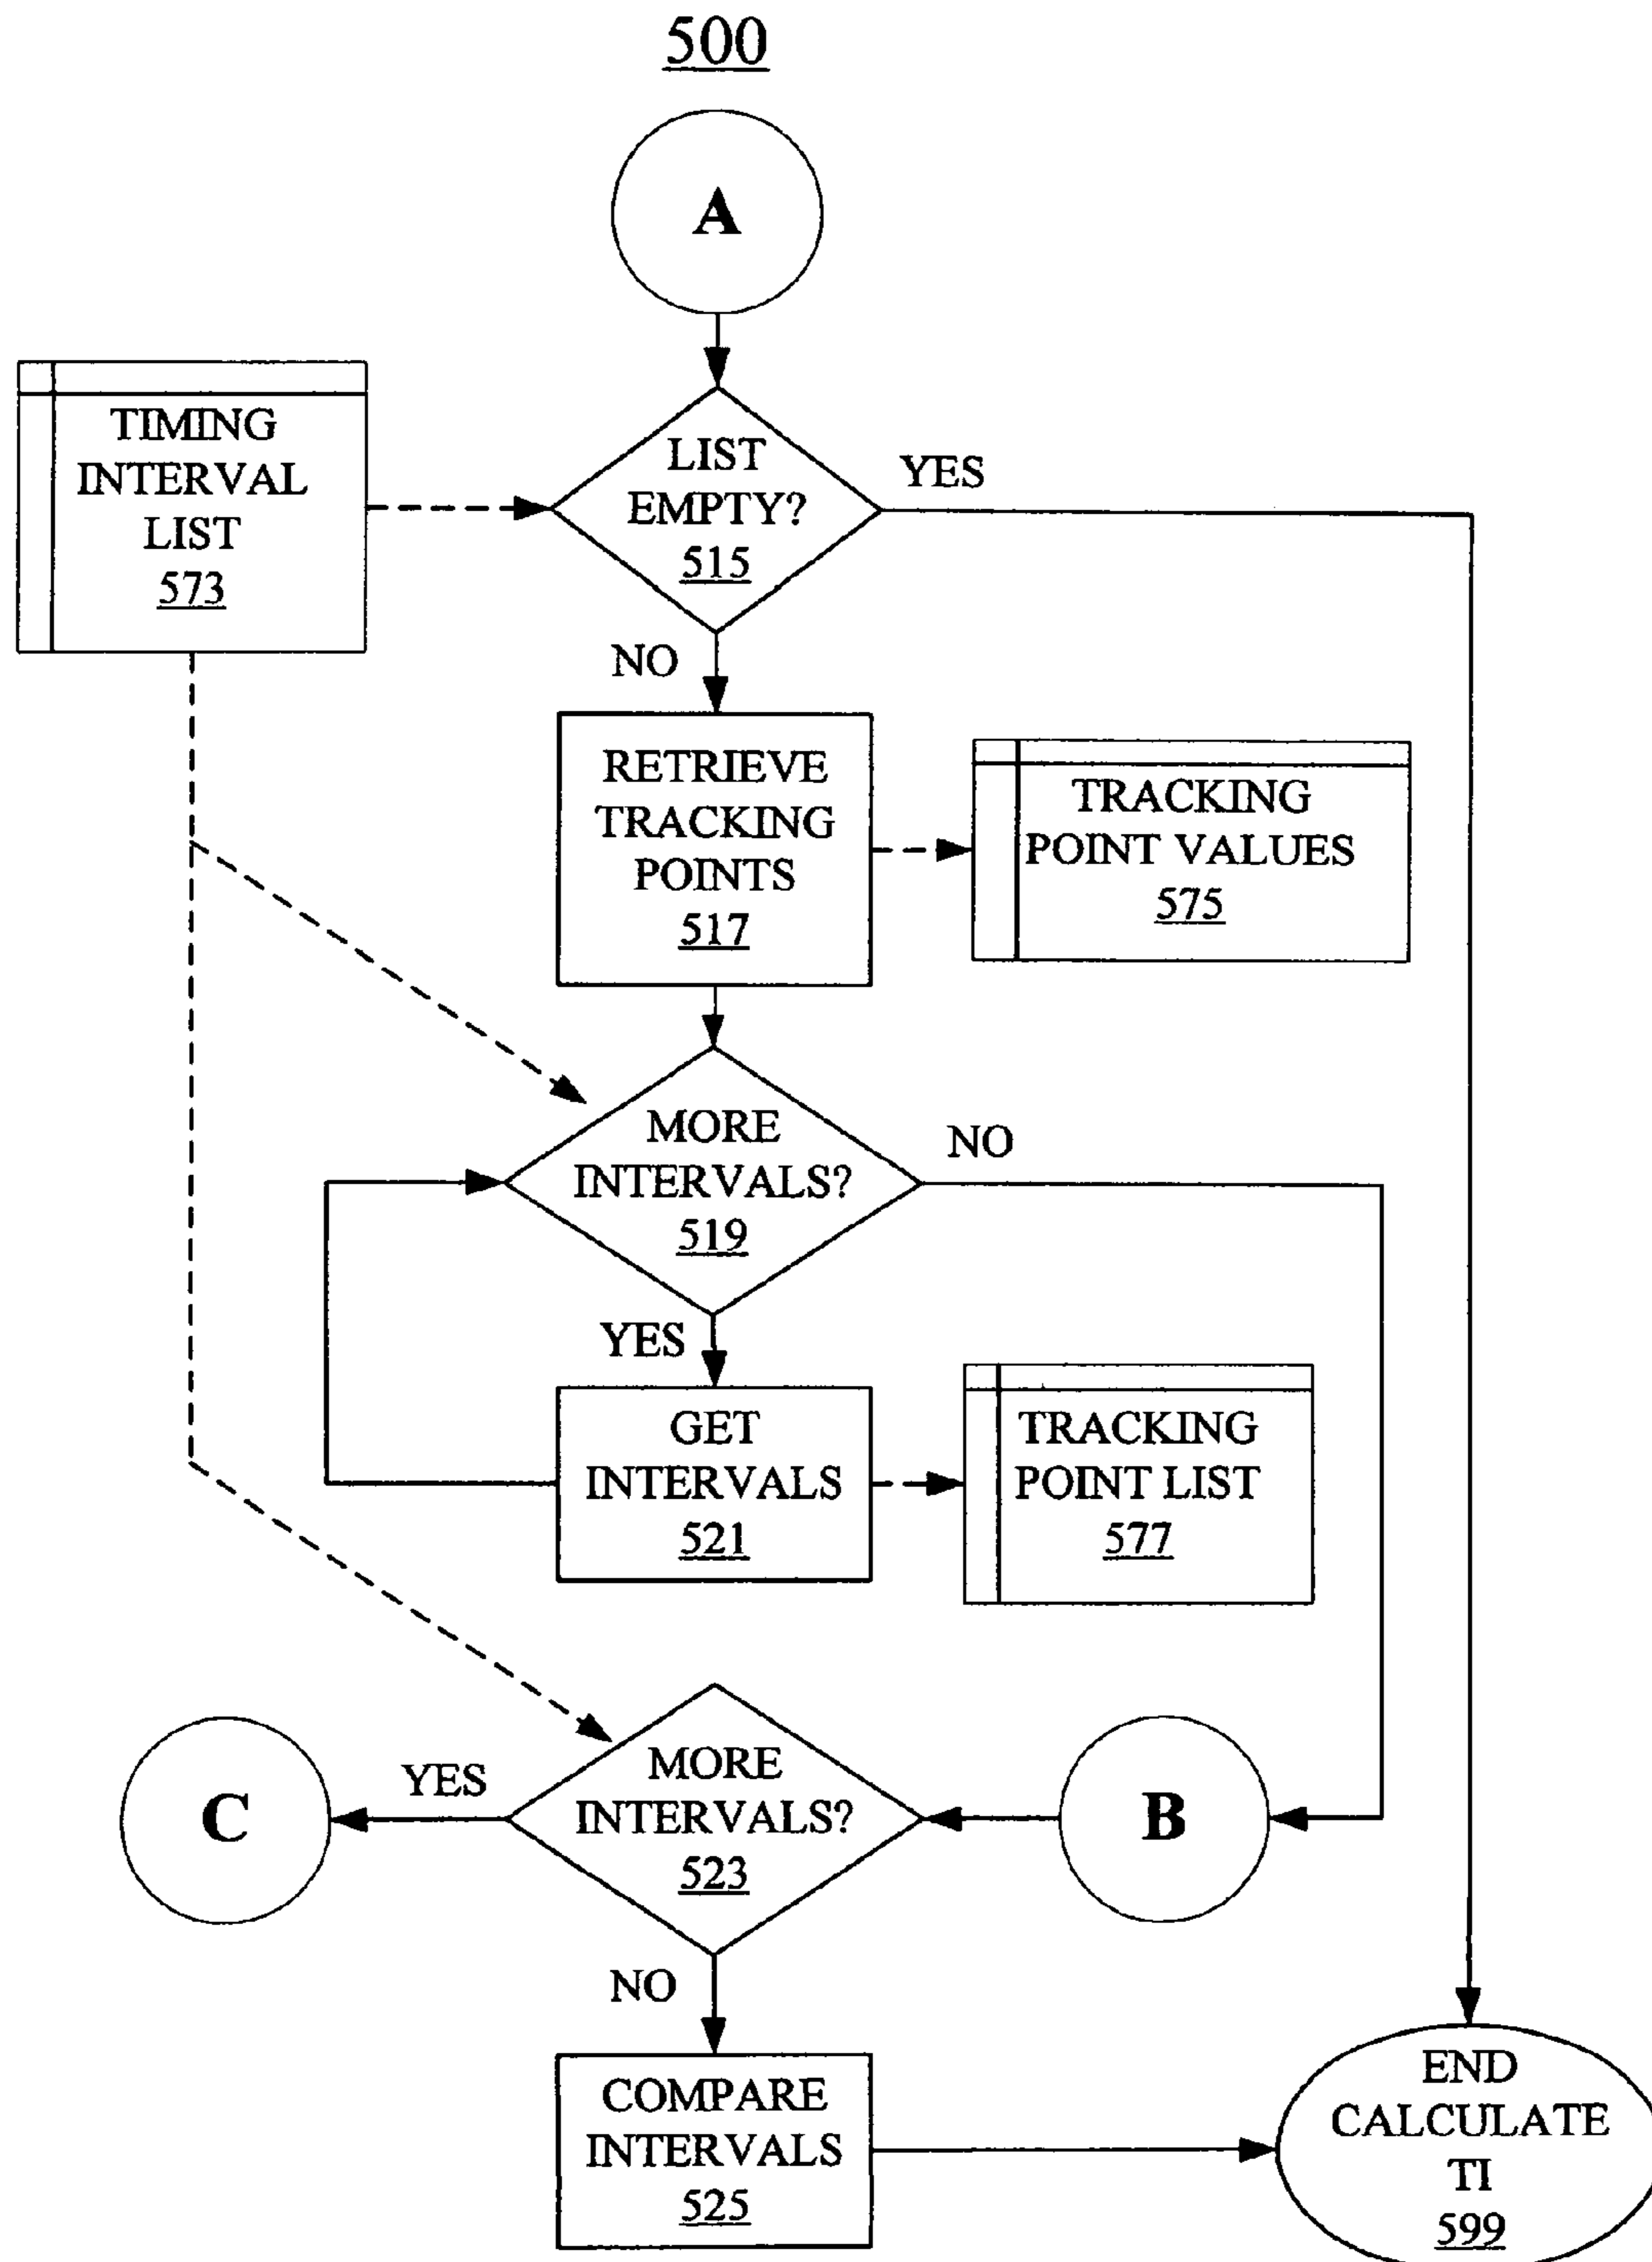 500
A
TIMING
INTERVAL
LIST
573
LIST
EMPTY?
515
YES
NO
RETRIEVE
TRACKING
POINTS
517
TRACKING
POINT VALUES
575
MORE
INTERVALS?
519
NO
YES
GET
INTERVALS
521
TRACKING
POINT LIST
577
C
YES
MORE
INTERVALS?
523
B
NO
COMPARE
INTERVALS
525
END
CALCULATE
TI
599